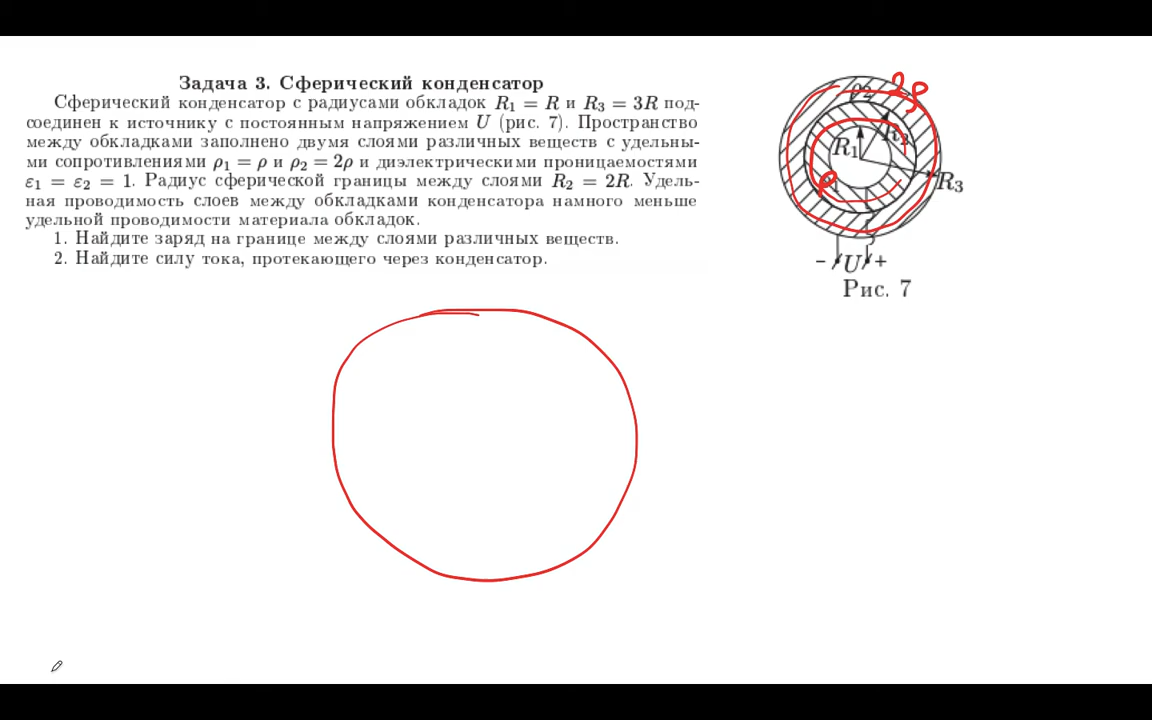 Задача 3. Сферический конденсатор
Сферический конденсатор с радиусами обкладок R₁ = R и R₃ = 3R под-
соединен к источнику с постоянным напряжением U (рис. 7). Пространство
между обкладками заполнено двумя слоями различных веществ с удельны-
ми сопротивлениями ρ₁ = ρ и ρ₂ = 2ρ и диэлектрическими проницаемостями
ε₁ = ε₂ = 1. Радиус сферической границы между слоями R₂ = 2R. Удель-
ная проводимость слоев между обкладками конденсатора намного меньше
удельной проводимости материала обкладок.
1. Найдите заряд на границе между слоями различных веществ.
2. Найдите силу тока, протекающего через конденсатор.
2ρ
ρ2
R₂
R₁
ρ
R₃
− U +
Рис. 7